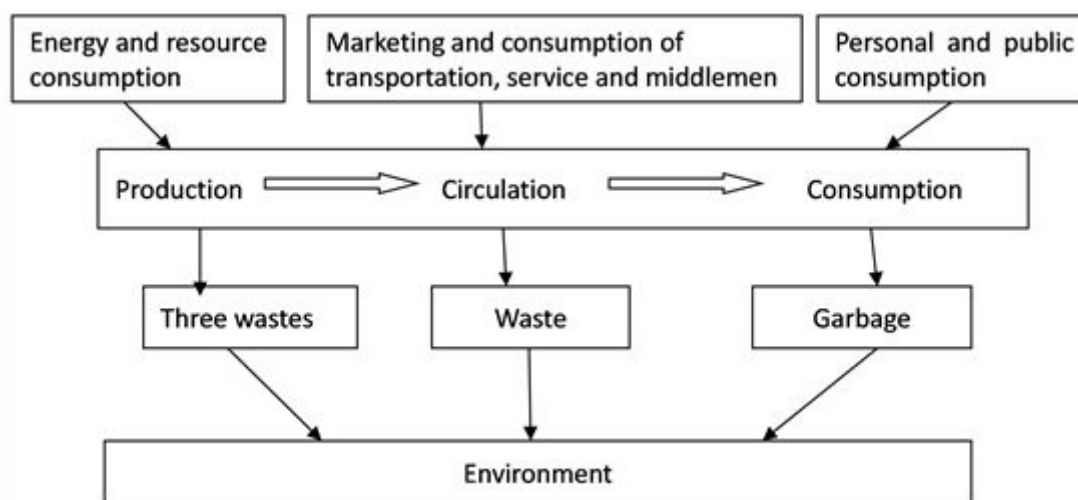 Energy and resource
consumption
Marketing and consumption of
transportation, service and middlemen
Personal and public
consumption
Production
Circulation
Consumption
Three wastes
Waste
Garbage
Environment